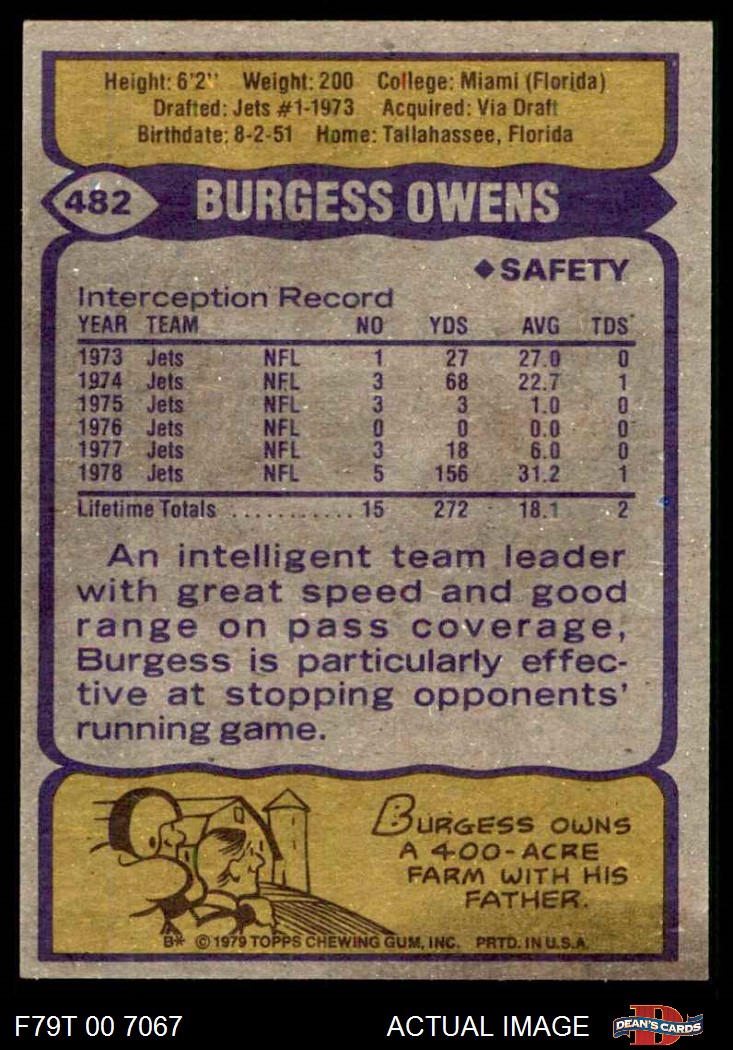 Height: 6'2" Weight: 200 College: Miami (Florida)
Drafted: Jets #1-1973 Acquired: Via Draft
Birthdate: 8-2-51 Home: Tallahassee, Florida
482 BURGESS OWENS
◆SAFETY
Interception Record
YEAR TEAM NO YDS AVG TDS
1973 Jets NFL 1 27 27.0 0
1974 Jets NFL 3 68 22.7 1
1975 Jets NFL 3 3 1.0 0
1976 Jets NFL 0 0 0.0 0
1977 Jets NFL 3 18 6.0 0
1978 Jets NFL 5 156 31.2 1
Lifetime Totals ............ 15 272 18.1 2
An intelligent team leader
with great speed and good
range on pass coverage,
Burgess is particularly effec-
tive at stopping opponents'
running game.
BURGESS OWNS
A 400-ACRE
FARM WITH HIS
FATHER.
B* © 1979 TOPPS CHEWING GUM, INC. PRTD. IN U.S.A.
F79T 00 7067 ACTUAL IMAGE D DEAN'S CARDS